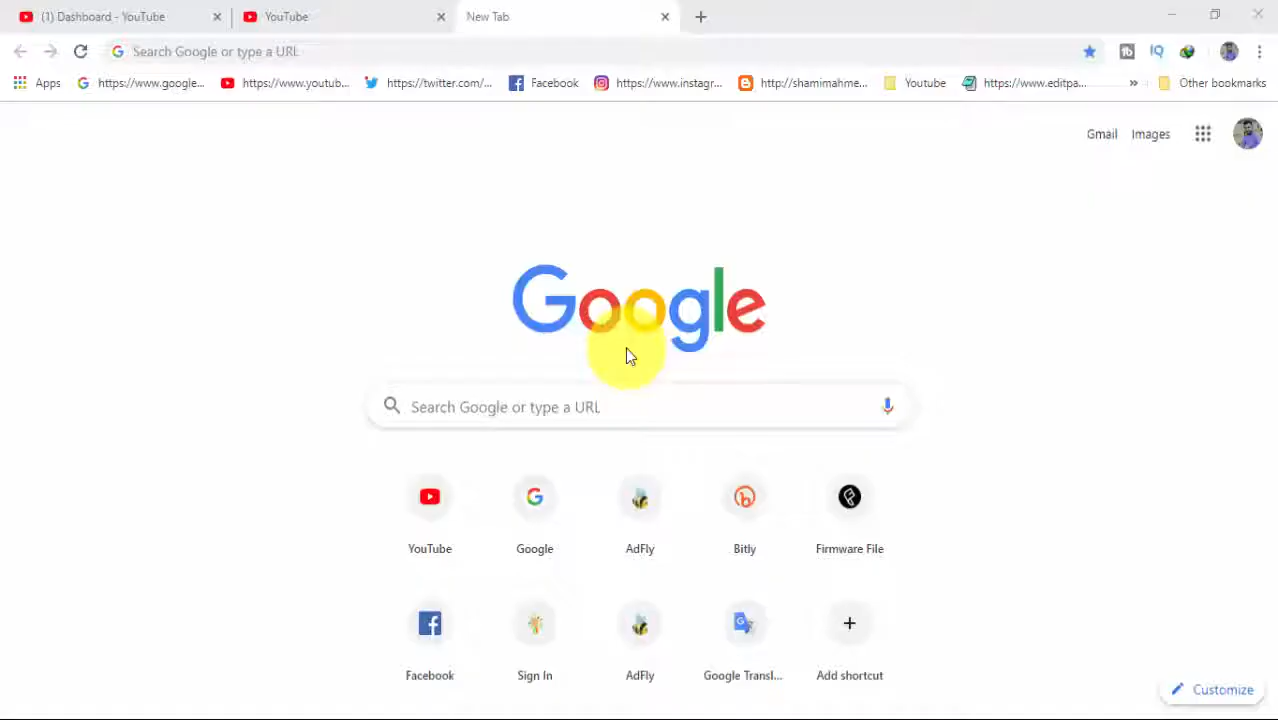 (1) Dashboard - YouTube
YouTube
New Tab
Search Google or type a URL
Apps
https://www.google...
https://www.youtub...
https://twitter.com/...
Facebook
https://www.instagr...
http://shamimahme...
Youtube
https://www.editpa...
»
Other bookmarks
Gmail
Images
Google
Search Google or type a URL
YouTube
Google
AdFly
Bitly
Firmware File
Facebook
Sign In
AdFly
Google Transl...
Add shortcut
Customize